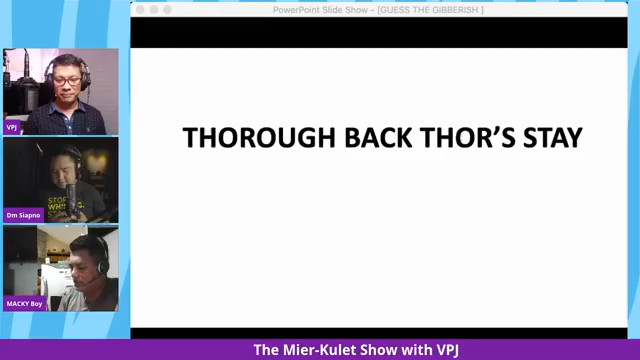 PowerPoint Slide Show - [GUESS THE GIBBERISH ]
THOROUGH BACK THOR’S STAY
VPJ
STOP
Dm Siapno
MACKY Boy
The Mier-Kulet Show with VPJ